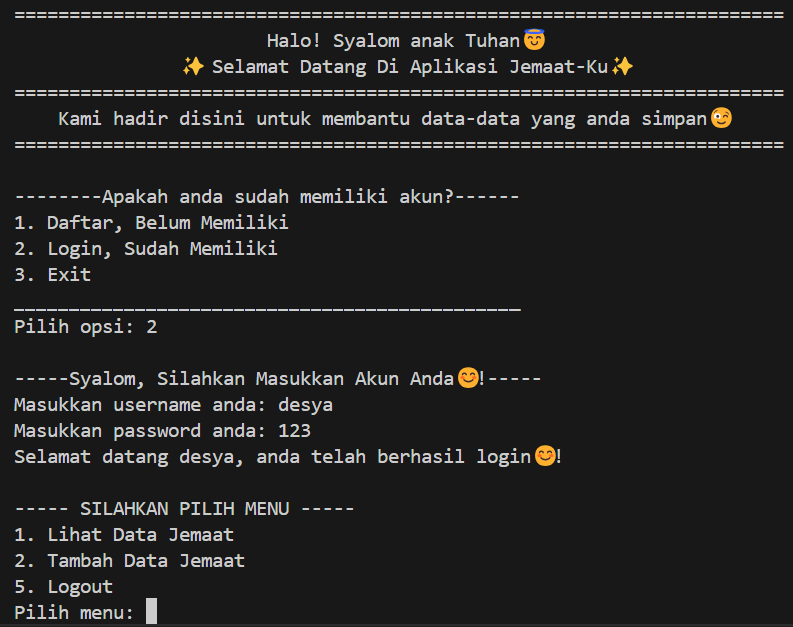 ======================================================================
Halo! Syalom anak Tuhan😇
✨ Selamat Datang Di Aplikasi Jemaat-Ku✨
======================================================================
Kami hadir disini untuk membantu data-data yang anda simpan😉
======================================================================
--------Apakah anda sudah memiliki akun?------
1. Daftar, Belum Memiliki
2. Login, Sudah Memiliki
3. Exit
______________________________________________
Pilih opsi: 2
-----Syalom, Silahkan Masukkan Akun Anda😊!-----
Masukkan username anda: desya
Masukkan password anda: 123
Selamat datang desya, anda telah berhasil login😊!
----- SILAHKAN PILIH MENU -----
1. Lihat Data Jemaat
2. Tambah Data Jemaat
5. Logout
Pilih menu: